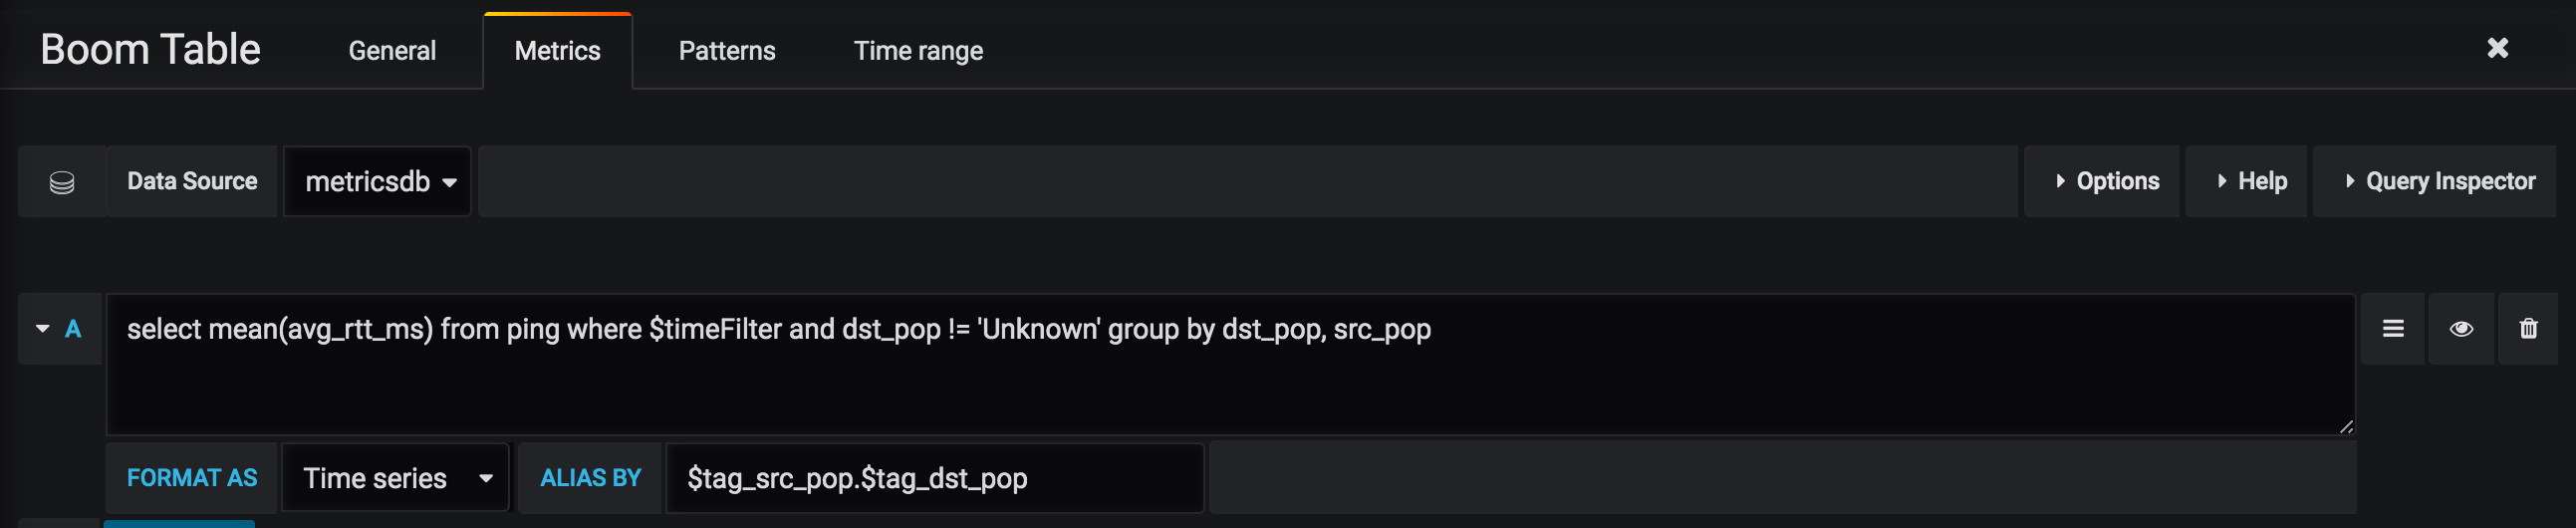 Boom Table General Metrics Patterns Time range
Data Source metricsdb Options Help Query Inspector
A select mean(avg_rtt_ms) from ping where $timeFilter and dst_pop != 'Unknown' group by dst_pop, src_pop
FORMAT AS Time series ALIAS BY $tag_src_pop.$tag_dst_pop